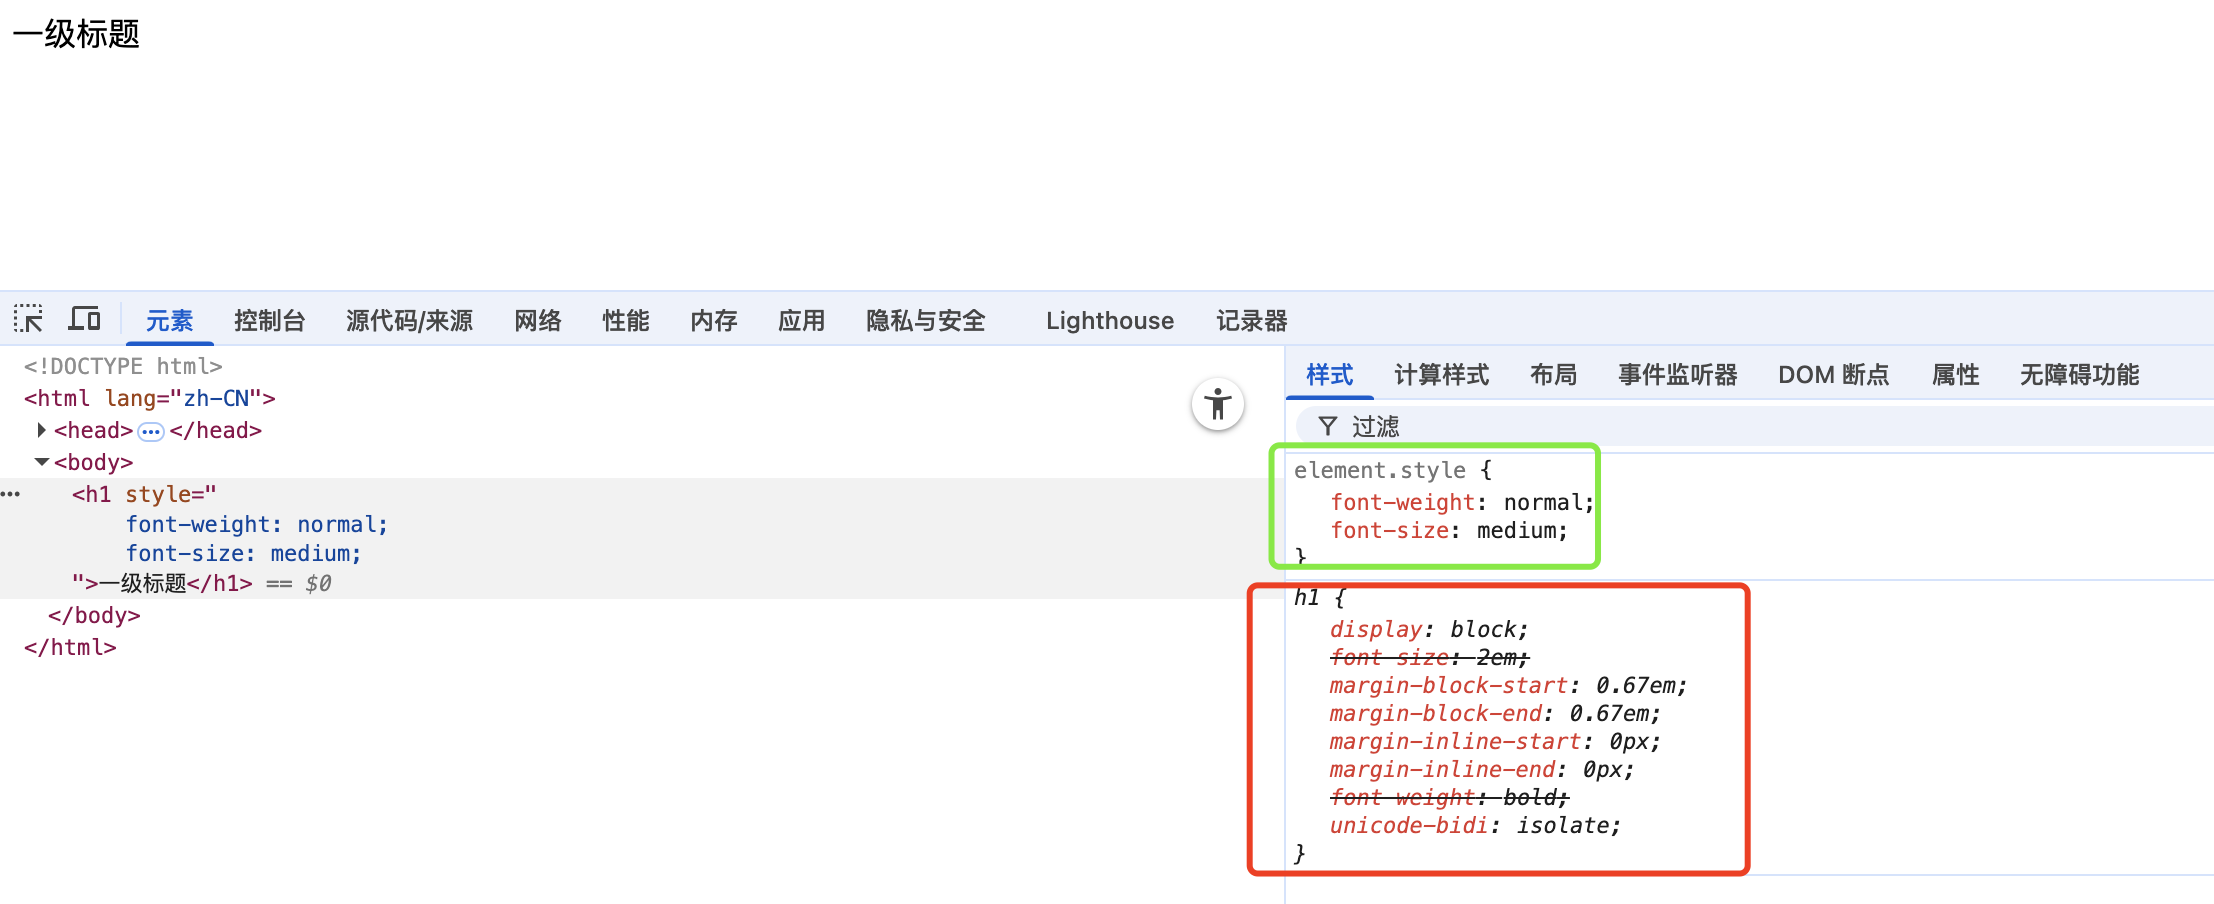 一级标题
元素 控制台 源代码/来源 网络 性能 内存 应用 隐私与安全 Lighthouse 记录器
<!DOCTYPE html>
<html lang="zh-CN">
<head> ••• </head>
<body>
••• <h1 style="
font-weight: normal;
font-size: medium;
">一级标题</h1> == $0
</body>
</html>
样式 计算样式 布局 事件监听器 DOM 断点 属性 无障碍功能
过滤
element.style {
font-weight: normal;
font-size: medium;
}
h1 {
display: block;
font-size: 2em;
margin-block-start: 0.67em;
margin-block-end: 0.67em;
margin-inline-start: 0px;
margin-inline-end: 0px;
font-weight: bold;
unicode-bidi: isolate;
}